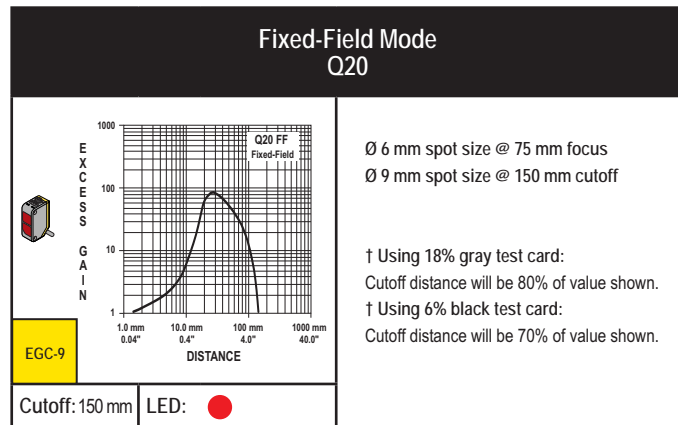 Fixed-Field Mode
Q20
EXCESS GAIN
1000
100
10
1
Q20 FF
Fixed-Field
1.0 mm 10.0 mm 100 mm 1000 mm
0.04" 0.4" 4.0" 40.0"
DISTANCE
EGC-9
Cutoff: 150 mm
LED:
Ø 6 mm spot size @ 75 mm focus
Ø 9 mm spot size @ 150 mm cutoff
† Using 18% gray test card:
Cutoff distance will be 80% of value shown.
† Using 6% black test card:
Cutoff distance will be 70% of value shown.